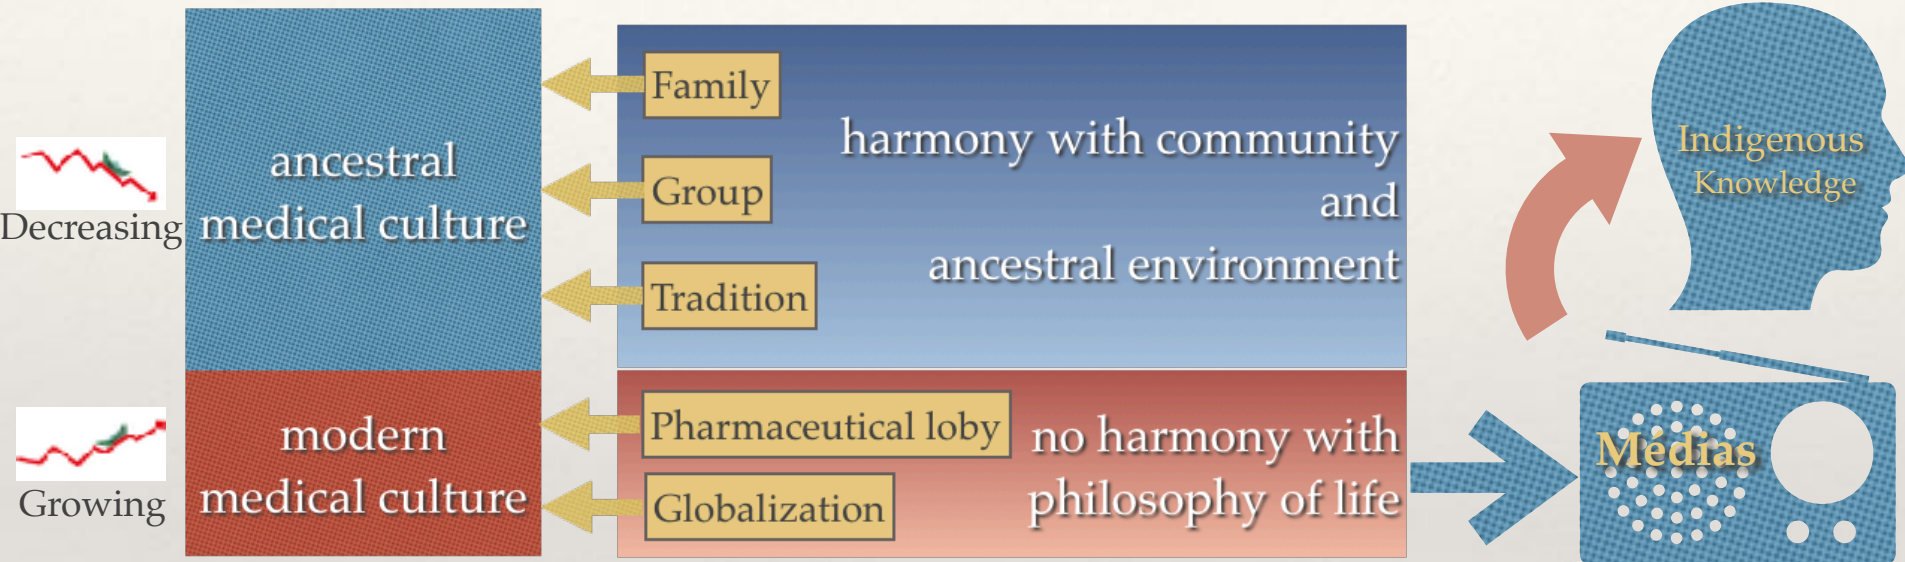 Decreasing
ancestral
medical culture
Family
Group
Tradition
harmony with community
and
ancestral environment
Indigenous
Knowledge
Growing
modern
medical culture
Pharmaceutical loby
Globalization
no harmony with
philosophy of life
Médias